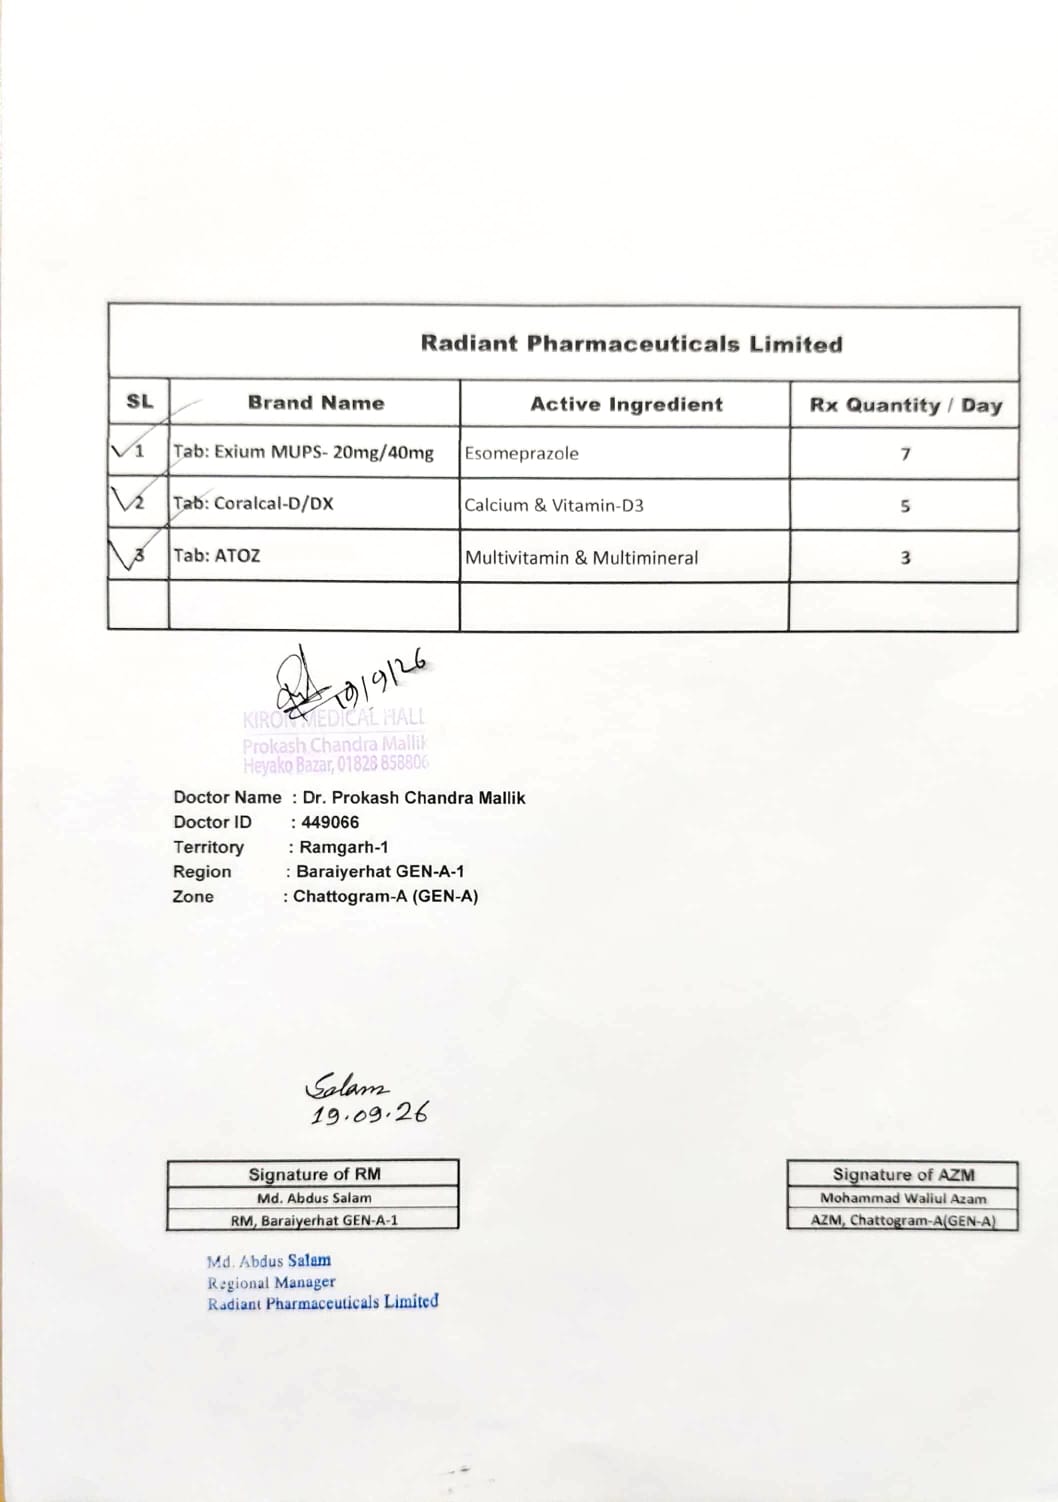 Radiant Pharmaceuticals Limited
SL Brand Name Active Ingredient Rx Quantity / Day
1 Tab: Exium MUPS- 20mg/40mg Esomeprazole 7
2 Tab: Coralcal-D/DX Calcium & Vitamin-D3 5
3 Tab: ATOZ Multivitamin & Multimineral 3
19/9/26
KIRON MEDICAL HALL
Prokash Chandra Mallik
Heyako Bazar, 01828 858806
Doctor Name : Dr. Prokash Chandra Mallik
Doctor ID : 449066
Territory : Ramgarh-1
Region : Baraiyerhat GEN-A-1
Zone : Chattogram-A (GEN-A)
Salam
19.09.26
Signature of RM
Md. Abdus Salam
RM, Baraiyerhat GEN-A-1
Signature of AZM
Mohammad Waliul Azam
AZM, Chattogram-A(GEN-A)
Md. Abdus Salam
Regional Manager
Radiant Pharmaceuticals Limited